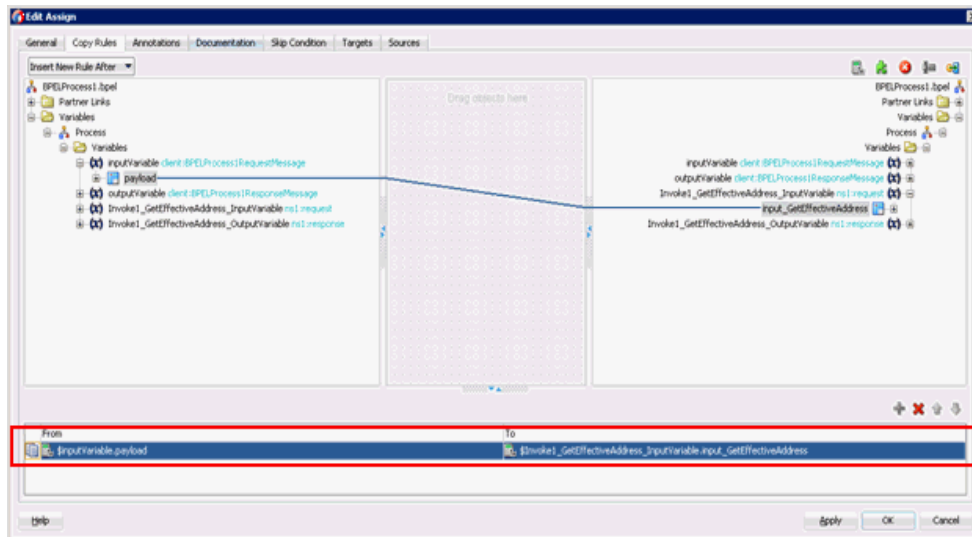 Edit Assign
General Copy Rules Annotations Documentation Skip Condition Targets Sources
Insert New Rule After
BPELProcess1.bpel
Partner Links
Variables
Process
Variables
inputVariable client:BPELProcess1RequestMessage
payload
outputVariable client:BPELProcess1ResponseMessage
Invoke1_GetEffectiveAddress_InputVariable ns1:request
Invoke1_GetEffectiveAddress_OutputVariable ns1:response
Drag objects here
BPELProcess1.bpel
Partner Links
Variables
Process
Variables
inputVariable client:BPELProcess1RequestMessage
outputVariable client:BPELProcess1ResponseMessage
Invoke1_GetEffectiveAddress_InputVariable ns1:request
input_GetEffectiveAddress
Invoke1_GetEffectiveAddress_OutputVariable ns1:response
From To
$inputVariable.payload $Invoke1_GetEffectiveAddress_InputVariable.input_GetEffectiveAddress
Help Apply OK Cancel